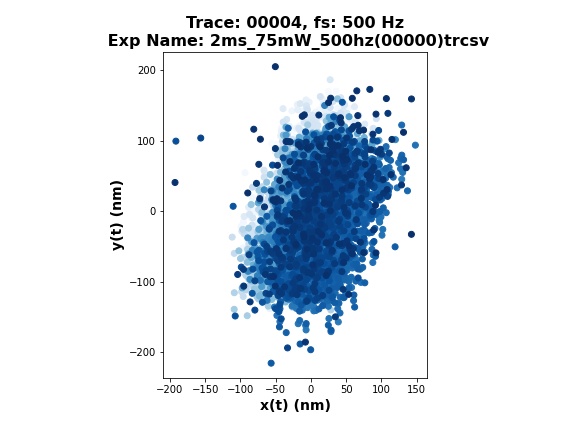 Trace: 00004, fs: 500 Hz
Exp Name: 2ms_75mW_500hz(00000)trcsv
200
100
0
−100
−200
y(t) (nm)
−200 −150 −100 −50 0 50 100 150
x(t) (nm)